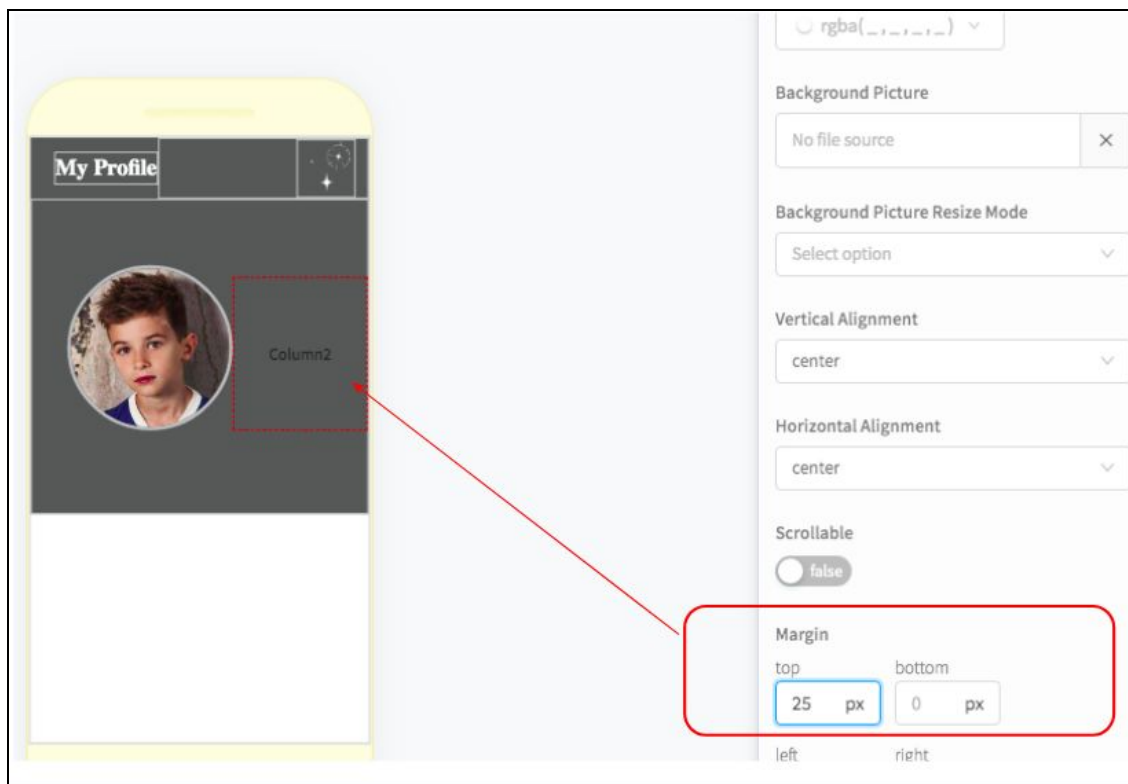 My Profile
Column2
rgba(_,_,_,_)
Background Picture
No file source
Background Picture Resize Mode
Select option
Vertical Alignment
center
Horizontal Alignment
center
Scrollable
false
Margin
top bottom
25 px 0 px
left right